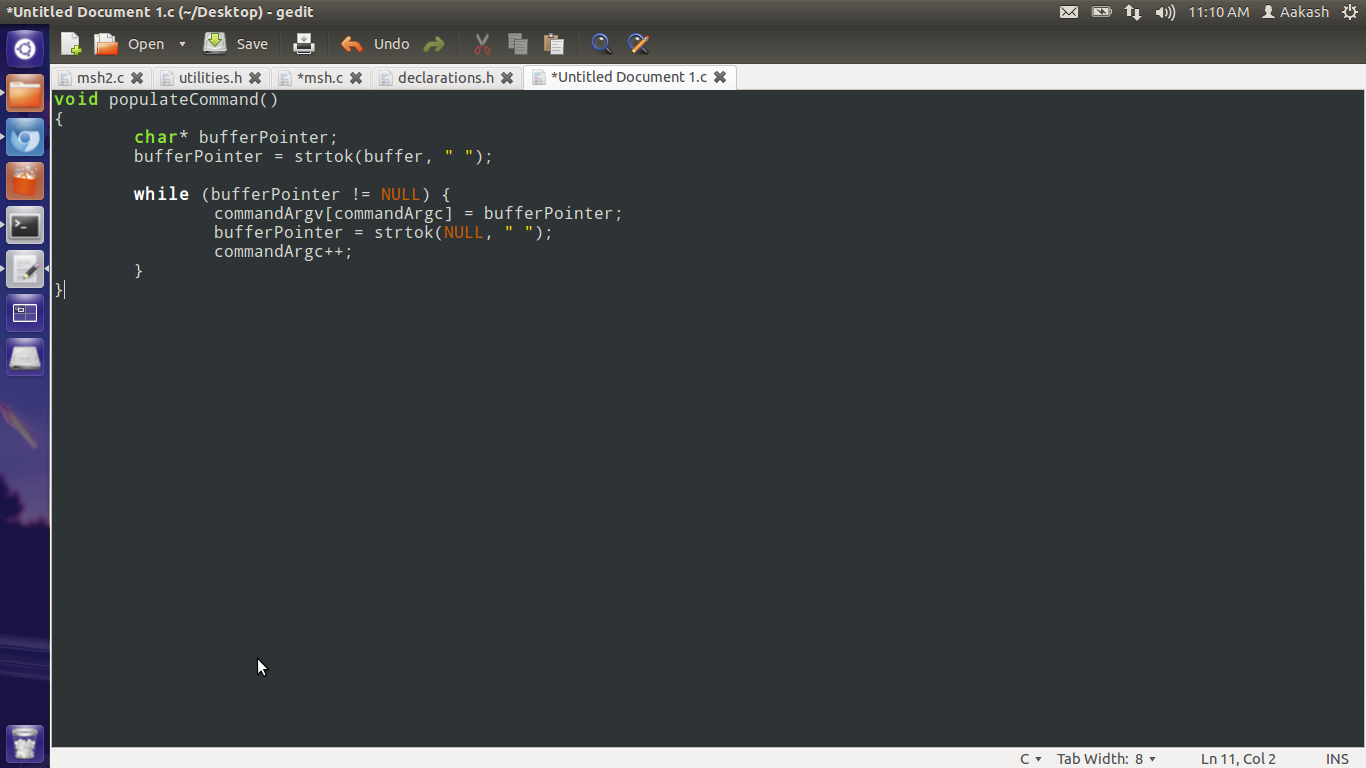 *Untitled Document 1.c (~/Desktop) - gedit
11:10 AM
Aakash
Open
Save
Undo
msh2.c
utilities.h
*msh.c
declarations.h
*Untitled Document 1.c
void populateCommand()
{
        char* bufferPointer;
        bufferPointer = strtok(buffer, " ");

        while (bufferPointer != NULL) {
                commandArgv[commandArgc] = bufferPointer;
                bufferPointer = strtok(NULL, " ");
                commandArgc++;
        }
}
C
Tab Width: 8
Ln 11, Col 2
INS